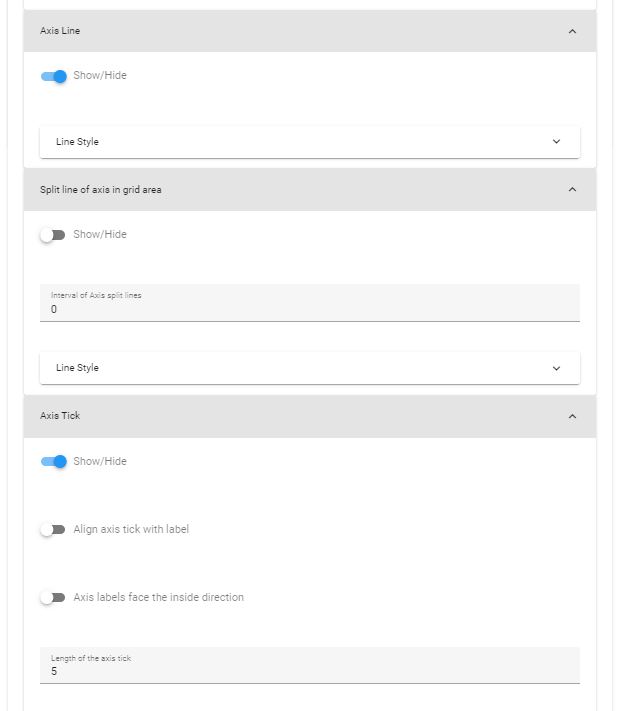 Axis Line
Show/Hide
Line Style
Split line of axis in grid area
Show/Hide
Interval of Axis split lines
0
Line Style
Axis Tick
Show/Hide
Align axis tick with label
Axis labels face the inside direction
Length of the axis tick
5